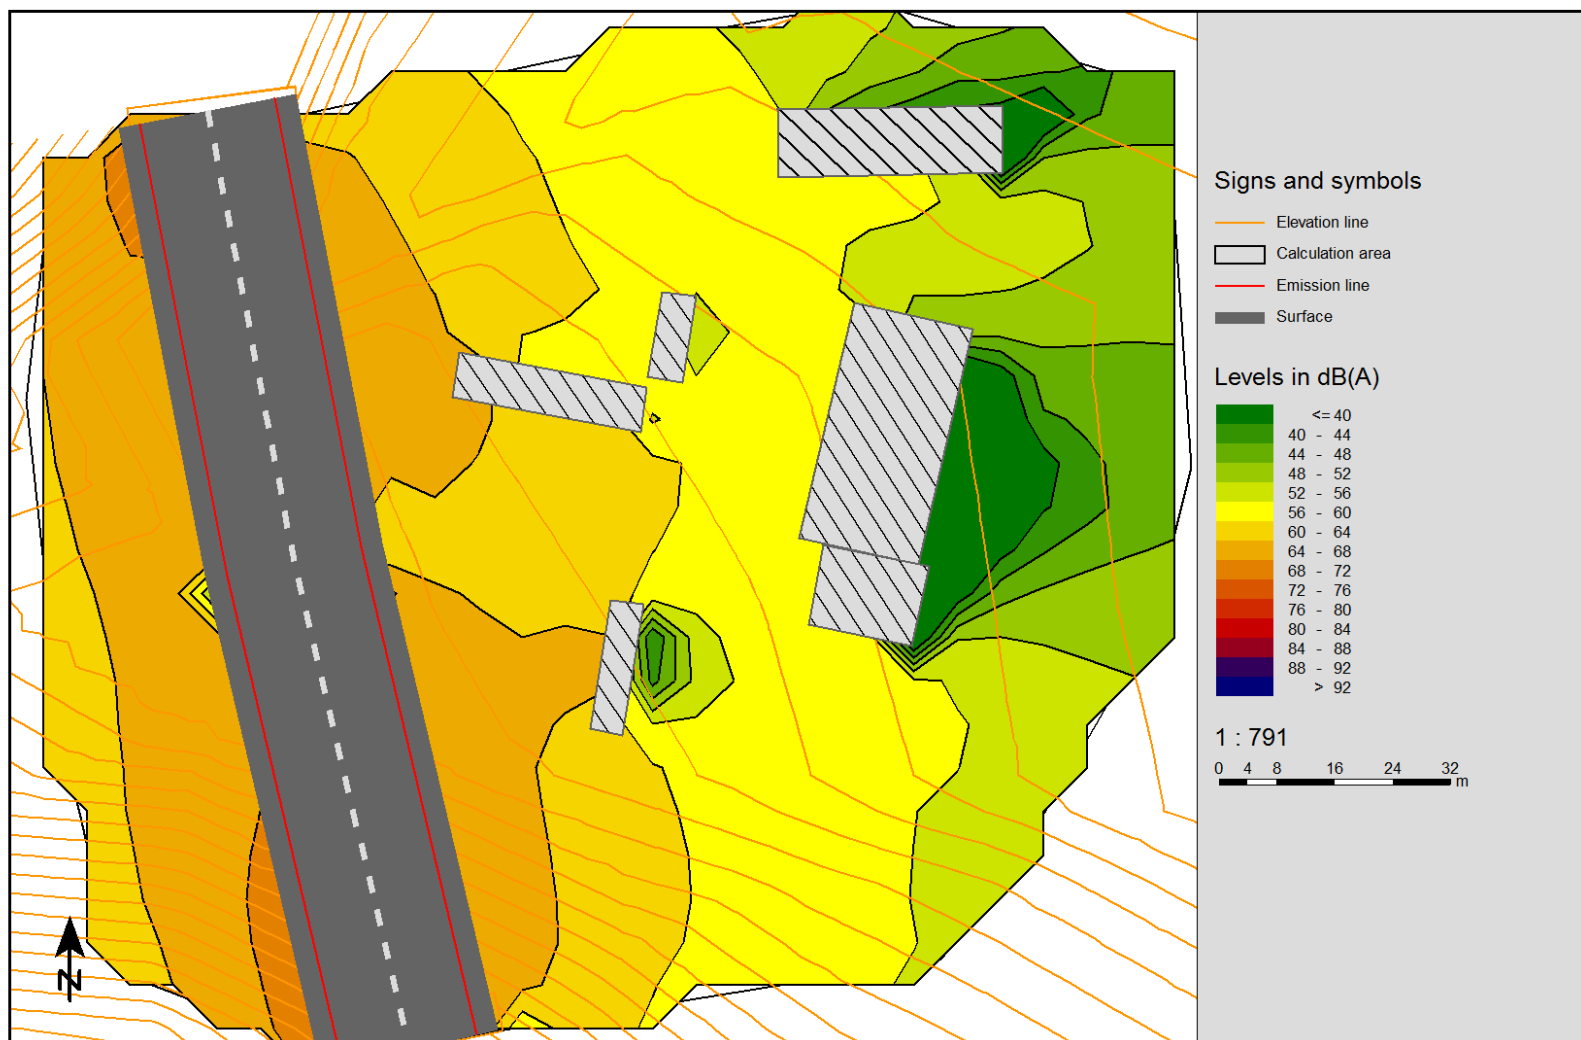 N
Signs and symbols
Elevation line
Calculation area
Emission line
Surface
Levels in dB(A)
<= 40
40 - 44
44 - 48
48 - 52
52 - 56
56 - 60
60 - 64
64 - 68
68 - 72
72 - 76
76 - 80
80 - 84
84 - 88
88 - 92
> 92
1 : 791
0 4 8 16 24 32 m